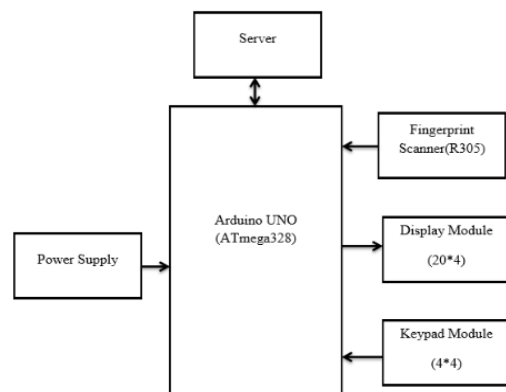 Server
Fingerprint
Scanner(R305)
Arduino UNO
(ATmega328)
Display Module
(20*4)
Power Supply
Keypad Module
(4*4)